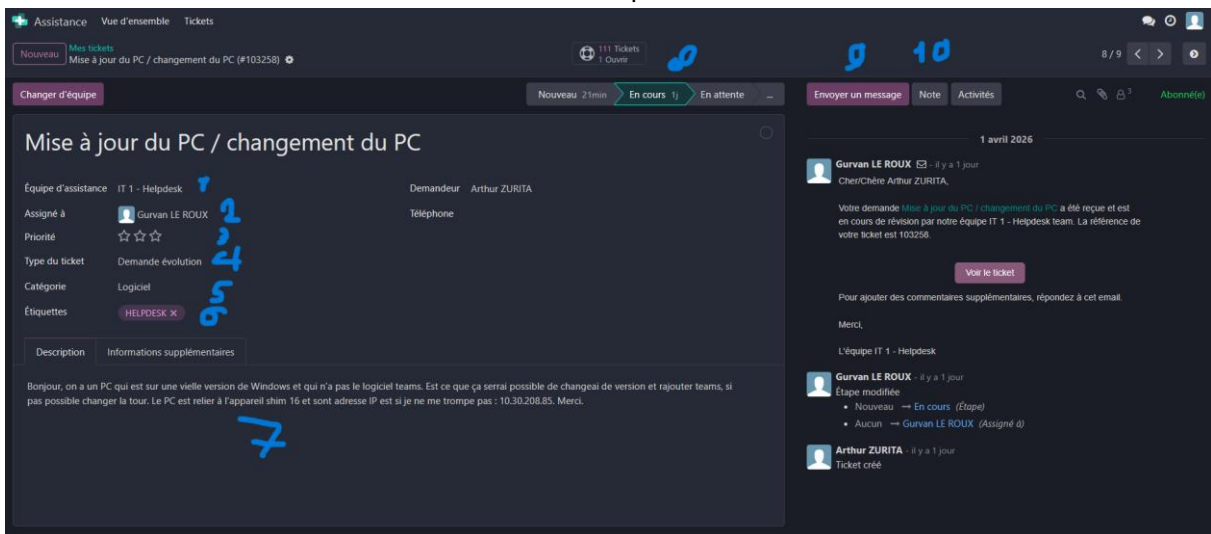 Assistance Vue d'ensemble Tickets
Nouveau Mes tickets
Mise à jour du PC / changement du PC (#103258)
111 Tickets
1 Ouvrir
9 10
8 / 9
Changer d'équipe
Nouveau 21min En cours 1j En attente ...
Envoyer un message Note Activités 3 Abonné(e)
Mise à jour du PC / changement du PC
Équipe d'assistance IT 1 - Helpdesk 1
Demandeur Arthur ZURITA
Assigné à Gurvan LE ROUX 2
Téléphone
Priorité 3
Type du ticket Demande évolution 4
Catégorie Logiciel 5
Étiquettes HELPDESK × 6
Description Informations supplémentaires
Bonjour, on a un PC qui est sur une vielle version de Windows et qui n'a pas le logiciel teams. Est ce que ça serrai possible de changeai de version et rajouter teams, si
pas possible changer la tour. Le PC est relier à l'appareil shim 16 et sont adresse IP est si je ne me trompe pas : 10.30.208.85. Merci.
7
1 avril 2026
Gurvan LE ROUX - il y a 1 jour
Cher/Chère Arthur ZURITA,
Votre demande Mise à jour du PC / changement du PC a été reçue et est
en cours de révision par notre équipe IT 1 - Helpdesk team. La référence de
votre ticket est 103258.
Voir le ticket
Pour ajouter des commentaires supplémentaires, répondez à cet email.
Merci,
L'équipe IT 1 - Helpdesk
Gurvan LE ROUX - il y a 1 jour
Étape modifiée
• Nouveau → En cours (Étape)
• Aucun → Gurvan LE ROUX (Assigné à)
Arthur ZURITA - il y a 1 jour
Ticket créé